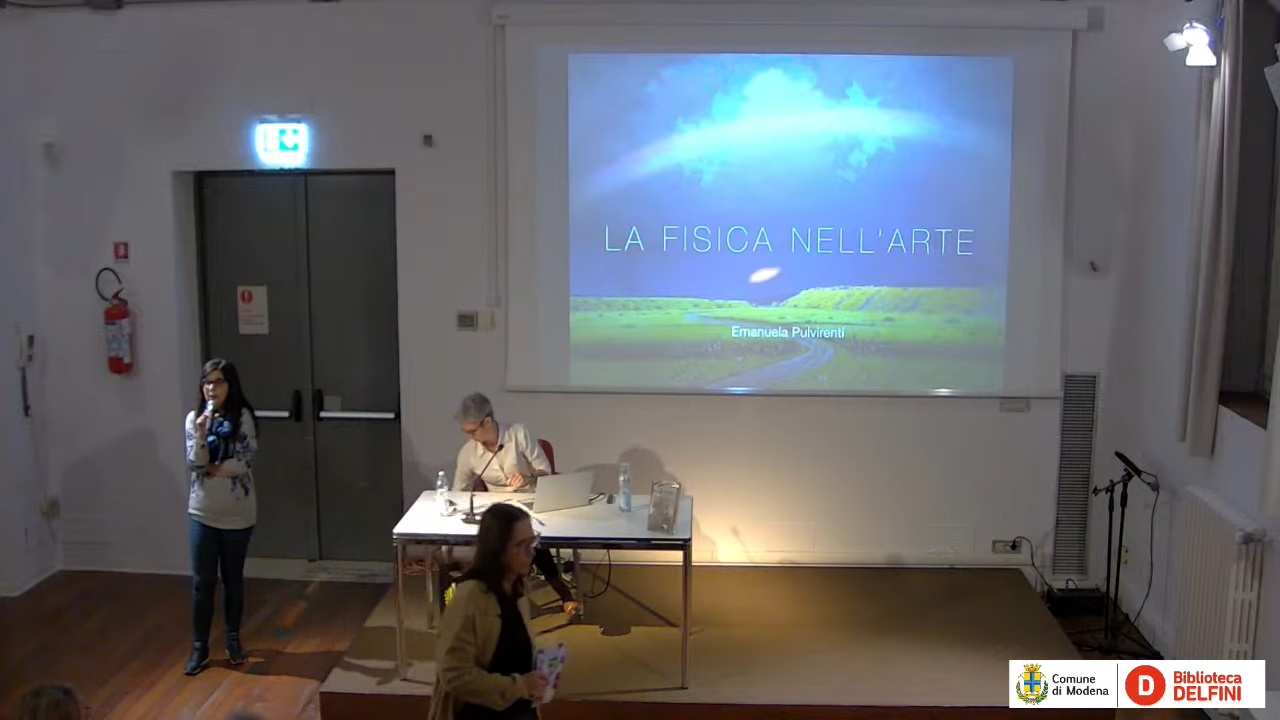 LA FISICA NELL'ARTE
Emanuela Pulvirenti
Comune
di Modena
D
Biblioteca
DELFINI